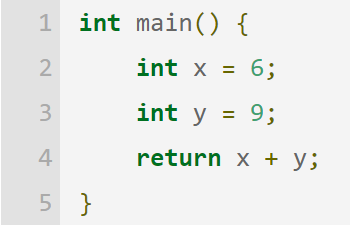 1 int main() {
2     int x = 6;
3     int y = 9;
4     return x + y;
5 }